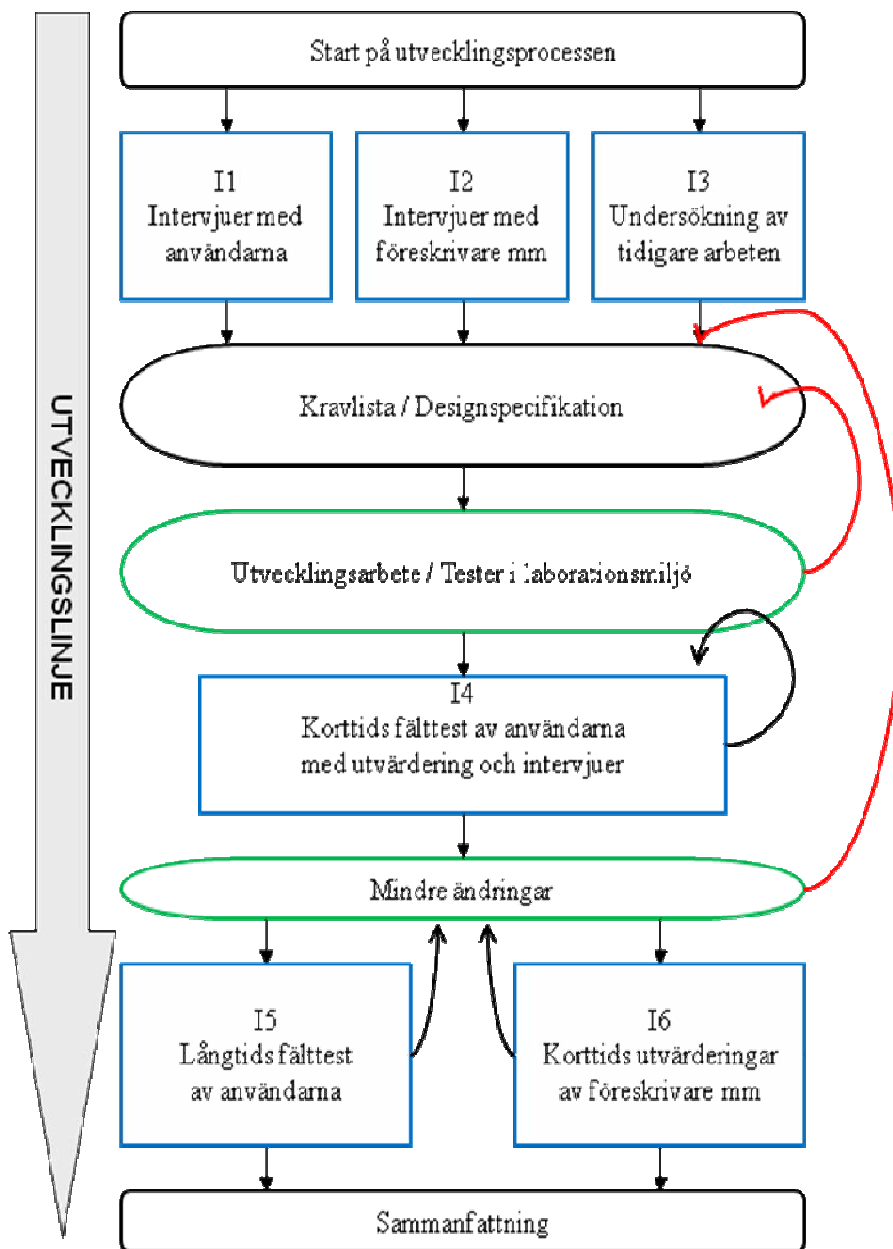 Start på utvecklingsprocessen
I1
Intervjuer med
användarna
I2
Intervjuer med
föreskrivare mm
I3
Undersökning av
tidigare arbeten
UTVECKLINGSLINJE
Kravlista / Designspecifikation
Utvecklingsarbete / Tester i laborationsmiljö
I4
Korttids fälttest av användarna
med utvärdering och intervjuer
Mindre ändringar
I5
Långtids fälttest
av användarna
I6
Korttids utvärderingar
av föreskrivare mm
Sammanfattning